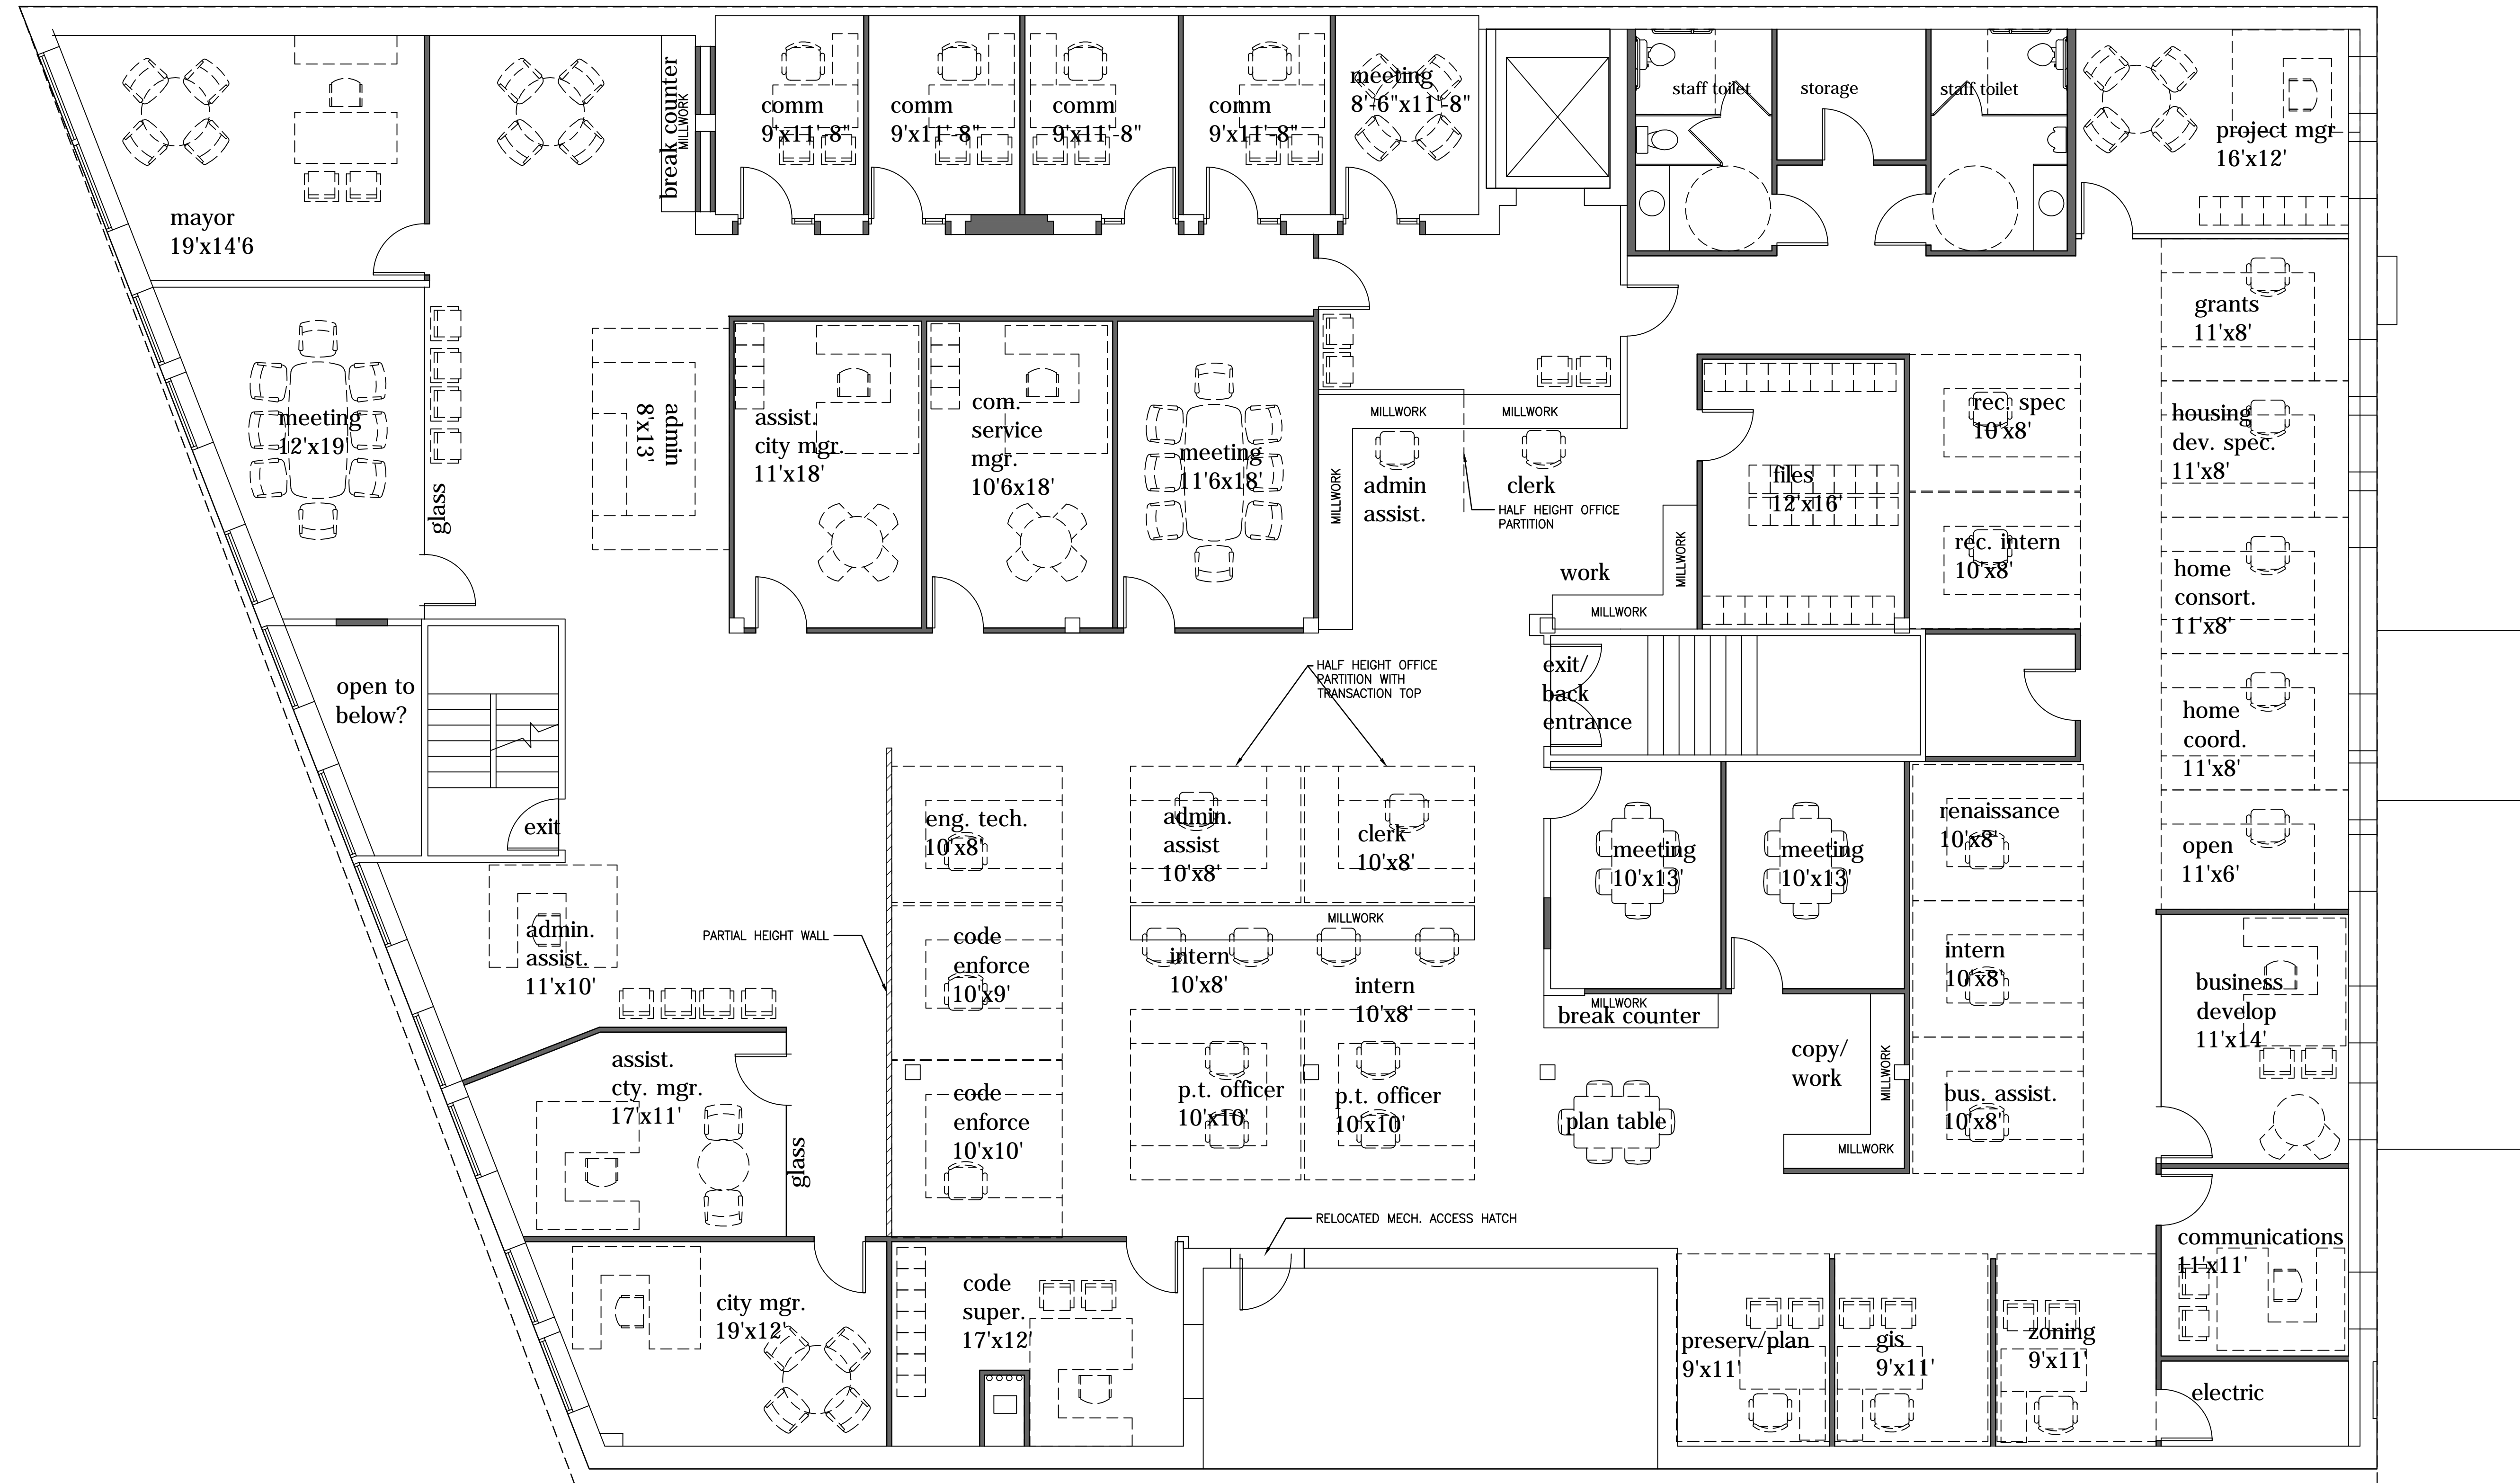 mayor
19'x14'6
break counter
MILLWORK
comm
9'x11'-8"
comm
9'x11'-8"
comm
9'x11'-8"
comm
9'x11'-8"
meeting
8'-6"x11'-8"
staff toilet
storage
staff toilet
project mgr
16'x12'
meeting
12'x19'
glass
admin
8'x13'
assist.
city mgr.
11'x18'
com.
service
mgr.
10'6x18'
meeting
11'6x18'
MILLWORK
MILLWORK
MILLWORK
admin
assist.
clerk
HALF HEIGHT OFFICE
PARTITION
work
MILLWORK
MILLWORK
files
12'x16'
rec. spec
10'x8'
rec. intern
10'x8'
grants
11'x8'
housing
dev. spec.
11'x8'
home
consort.
11'x8'
home
coord.
11'x8'
open
11'x6'
open to
below?
exit
HALF HEIGHT OFFICE
PARTITION WITH
TRANSACTION TOP
exit/
back
entrance
eng. tech.
10'x8'
admin.
assist
10'x8'
clerk
10'x8'
meeting
10'x13'
meeting
10'x13'
renaissance
10'x8'
admin.
assist.
11'x10'
PARTIAL HEIGHT WALL
code
enforce
10'x9'
MILLWORK
intern
10'x8'
intern
10'x8'
MILLWORK
break counter
intern
10'x8'
business
develop
11'x14'
assist.
cty. mgr.
17'x11'
glass
code
enforce
10'x10'
p.t. officer
10'x10'
p.t. officer
10'x10'
plan table
copy/
work
MILLWORK
MILLWORK
bus. assist.
10'x8'
RELOCATED MECH. ACCESS HATCH
communications
11'x11'
city mgr.
19'x12'
code
super.
17'x12'
preserv/plan
9'x11'
gis
9'x11'
zoning
9'x11'
electric